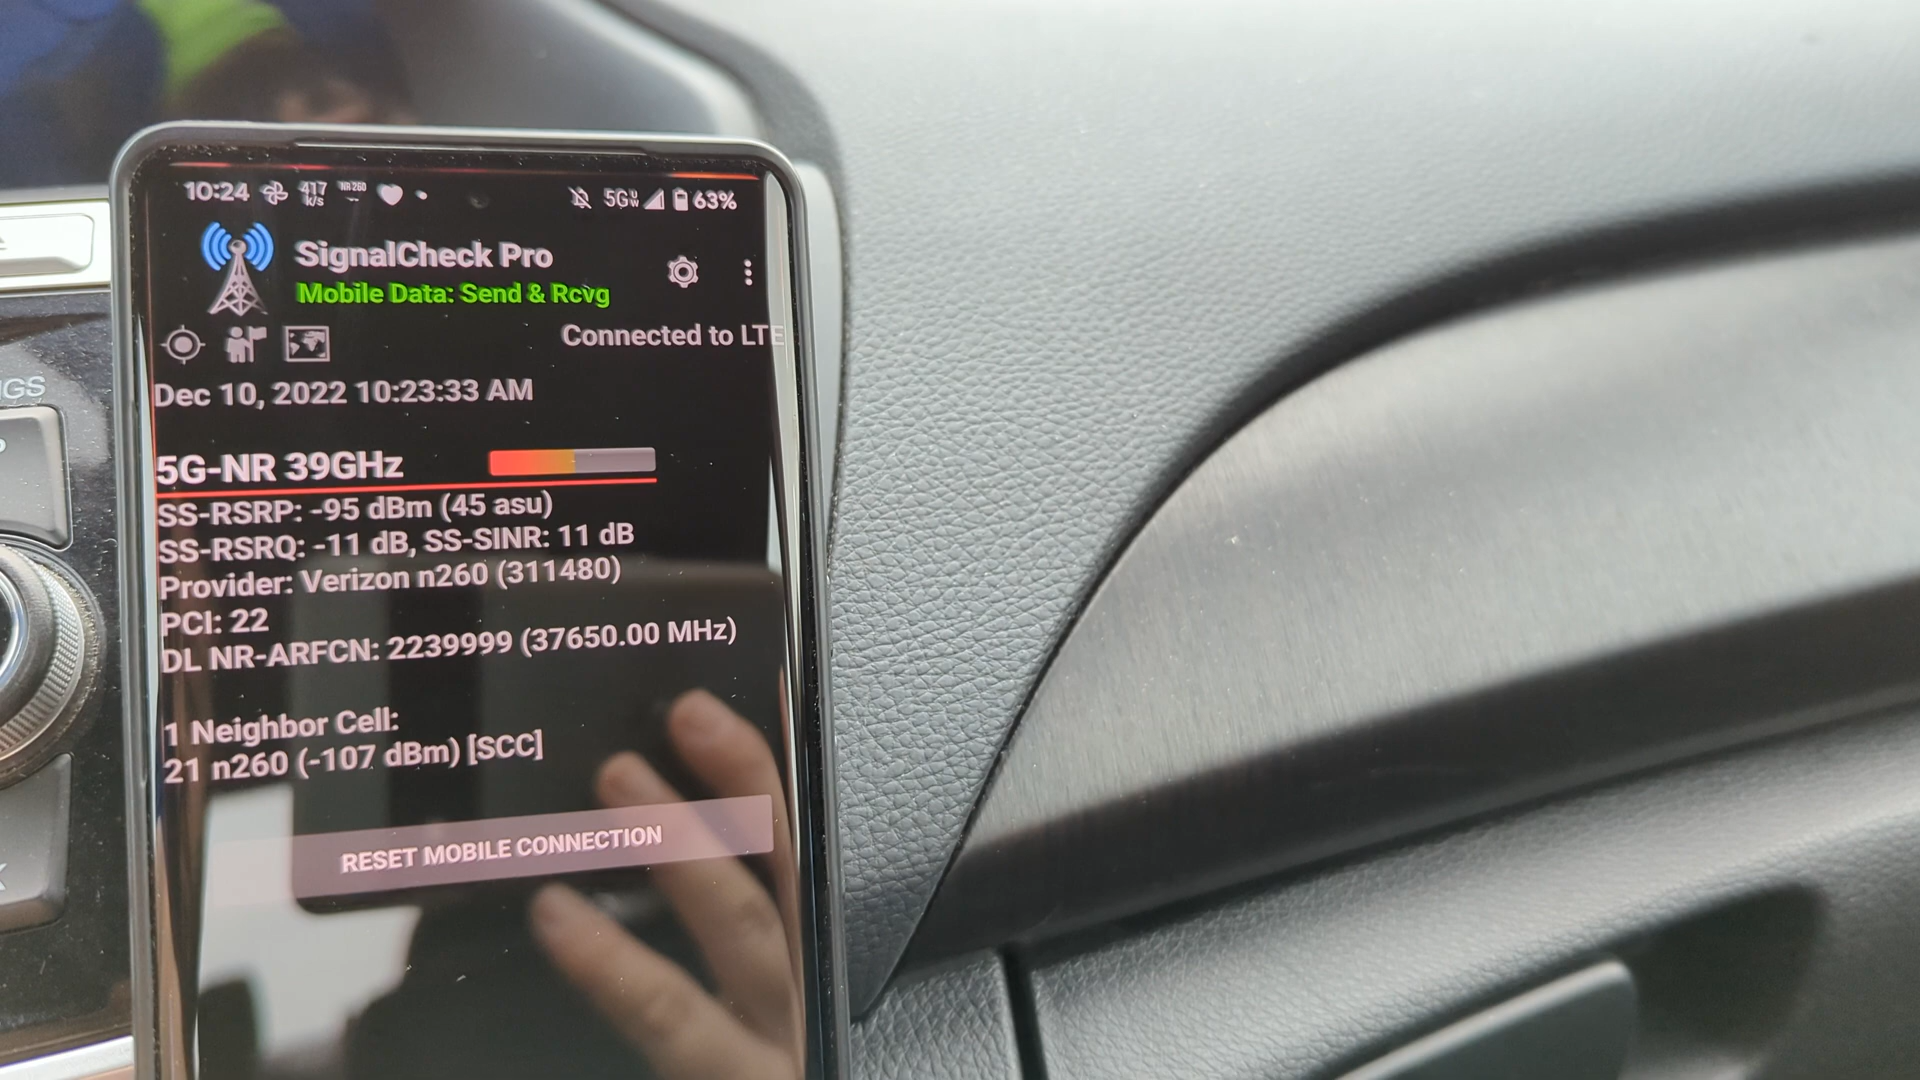 10:24 417 k/s NR 260 5G UW 63%
SignalCheck Pro
Mobile Data: Send & Rcvg
Connected to LTE
Dec 10, 2022 10:23:33 AM
5G-NR 39GHz
SS-RSRP: -95 dBm (45 asu)
SS-RSRQ: -11 dB, SS-SINR: 11 dB
Provider: Verizon n260 (311480)
PCI: 22
DL NR-ARFCN: 2239999 (37650.00 MHz)
1 Neighbor Cell:
21 n260 (-107 dBm) [SCC]
RESET MOBILE CONNECTION